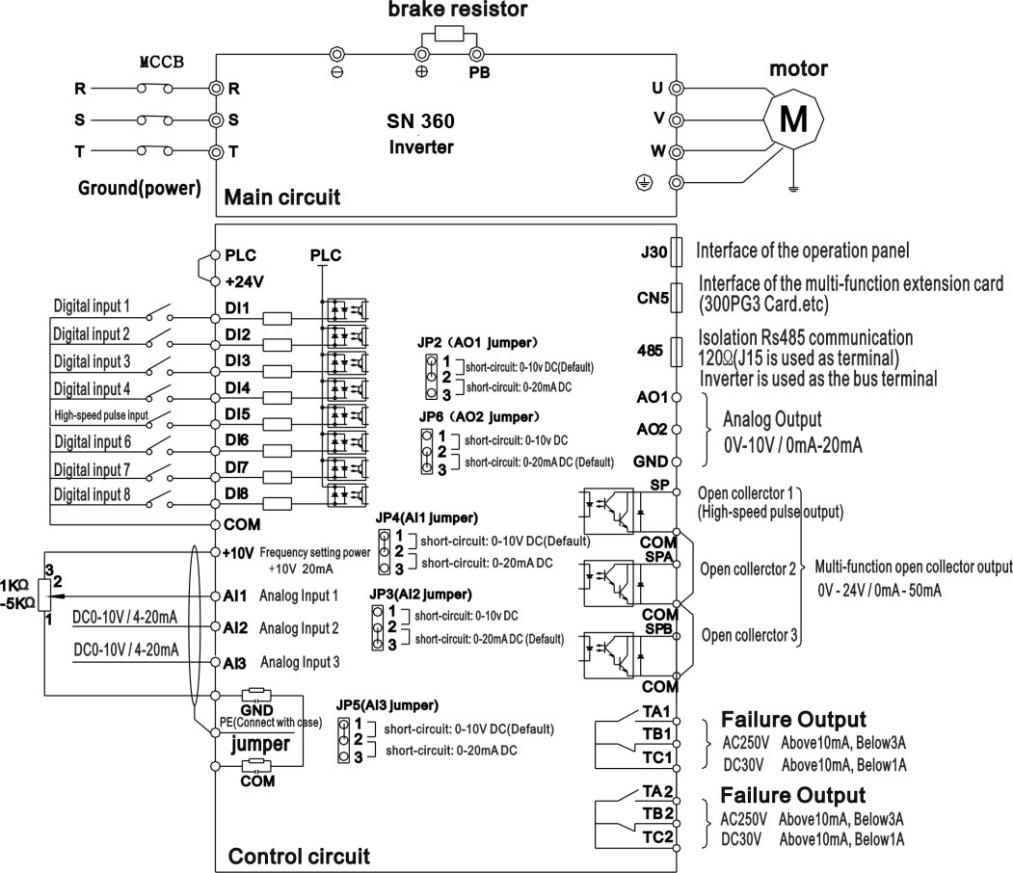 brake resistor
MCCB
⊖
⊕
PB
motor
R
R
U
S
S
V
M
SN 360
Inverter
T
T
W
Ground(power)
Main circuit
PLC
+24V
PLC
J30
Interface of the operation panel
CN5
Interface of the multi-function extension card
(300PG3 Card.etc)
485
Isolation Rs485 communication
120Ω(J15 is used as terminal)
Inverter is used as the bus terminal
Digital input 1
DI1
Digital input 2
DI2
Digital input 3
DI3
Digital input 4
DI4
High-speed pulse input
DI5
Digital input 6
DI6
Digital input 7
DI7
Digital input 8
DI8
COM
JP2 (AO1 jumper)
1
2
3
short-circuit: 0-10v DC(Default)
short-circuit: 0-20mA DC
JP6 (AO2 jumper)
1
2
3
short-circuit: 0-10v DC
short-circuit: 0-20mA DC (Default)
AO1
AO2
GND
Analog Output
0V-10V / 0mA-20mA
SP
COM
Open collerctor 1
(High-speed pulse output)
SPA
COM
Open collerctor 2
SPB
COM
Open collerctor 3
Multi-function open collector output
0V - 24V / 0mA - 50mA
JP4(AI1 jumper)
1
2
3
short-circuit: 0-10V DC(Default)
short-circuit: 0-20mA DC
JP3(AI2 jumper)
1
2
3
short-circuit: 0-10v DC
short-circuit: 0-20mA DC (Default)
JP5(AI3 jumper)
1
2
3
short-circuit: 0-10V DC(Default)
short-circuit: 0-20mA DC
+10V
Frequency setting power
+10V 20mA
3
2
1
1KΩ
-5KΩ
AI1
Analog Input 1
DC0-10V / 4-20mA
AI2
Analog Input 2
DC0-10V / 4-20mA
AI3
Analog Input 3
GND
PE(Connect with case)
jumper
COM
TA1
TB1
TC1
Failure Output
AC250V Above10mA, Below3A
DC30V Above10mA, Below1A
TA2
TB2
TC2
Failure Output
AC250V Above10mA, Below3A
DC30V Above10mA, Below1A
Control circuit